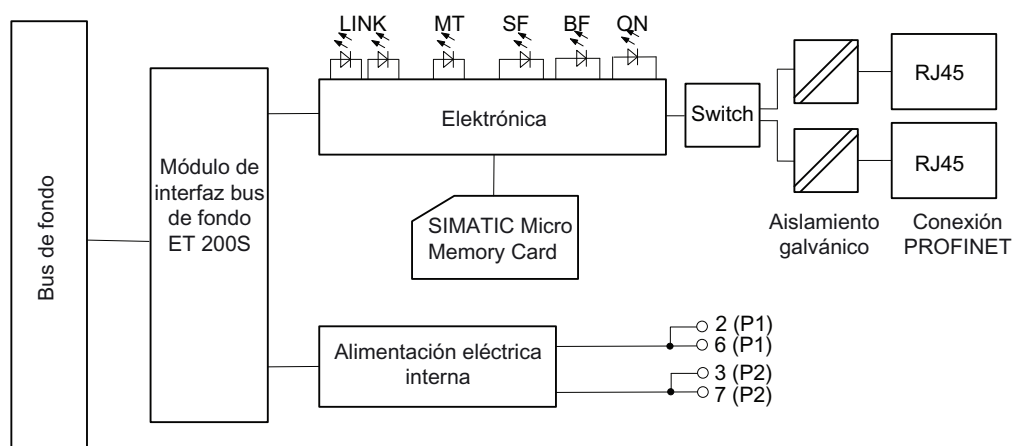 LINK MT SF BF ON
Bus de fondo
Módulo de
interfaz bus
de fondo
ET 200S
Elektrónica
Switch
RJ45
RJ45
SIMATIC Micro
Memory Card
Aislamiento
galvánico
Conexión
PROFINET
Alimentación eléctrica
interna
2 (P1)
6 (P1)
3 (P2)
7 (P2)